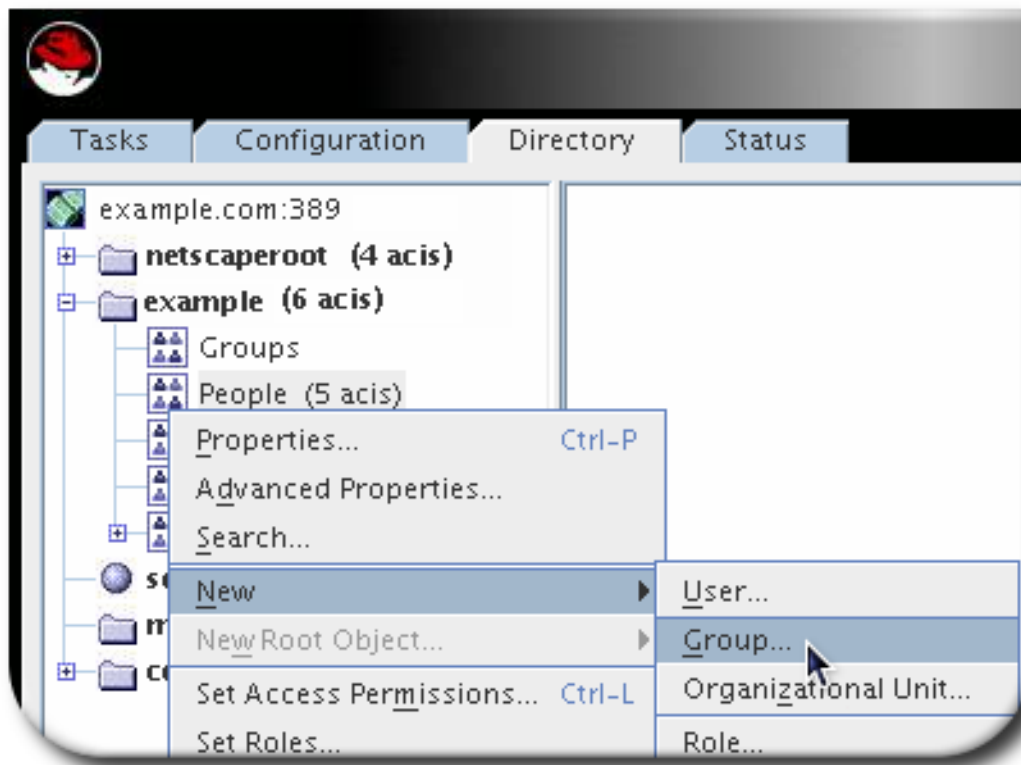 Tasks Configuration Directory Status
example.com:389
netscaperoot (4 acis)
example (6 acis)
Groups
People (5 acis)
Properties... Ctrl-P
Advanced Properties...
Search...
New
User...
New Root Object...
Group...
Set Access Permissions... Ctrl-L
Organizational Unit...
Set Roles...
Role...